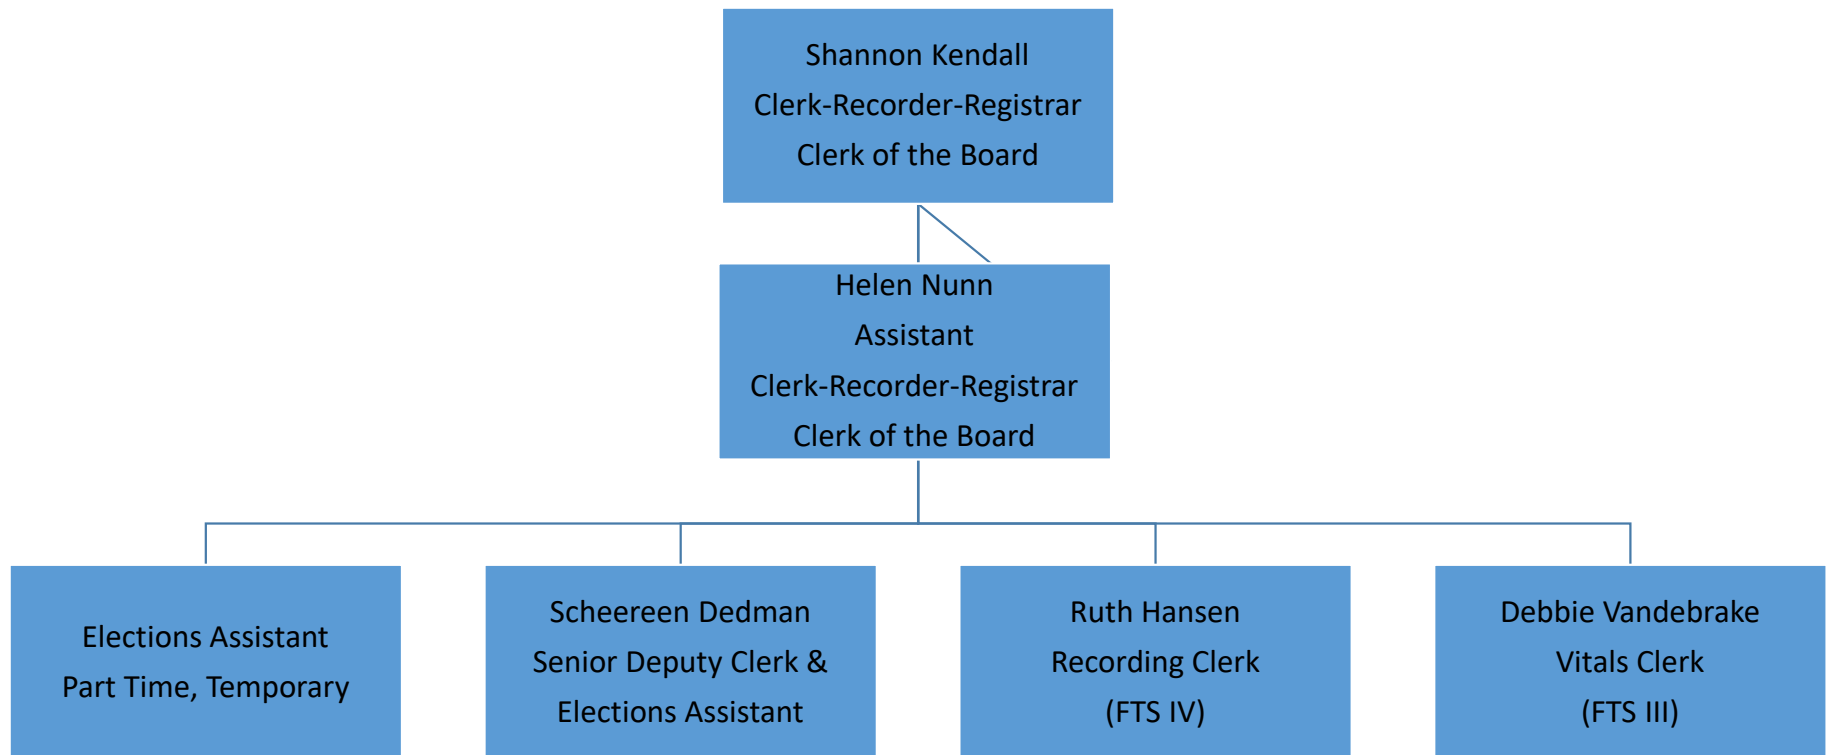 Shannon Kendall
Clerk-Recorder-Registrar
Clerk of the Board
Helen Nunn
Assistant
Clerk-Recorder-Registrar
Clerk of the Board
Elections Assistant
Part Time, Temporary
Scheereen Dedman
Senior Deputy Clerk &
Elections Assistant
Ruth Hansen
Recording Clerk
(FTS IV)
Debbie Vandebrake
Vitals Clerk
(FTS III)